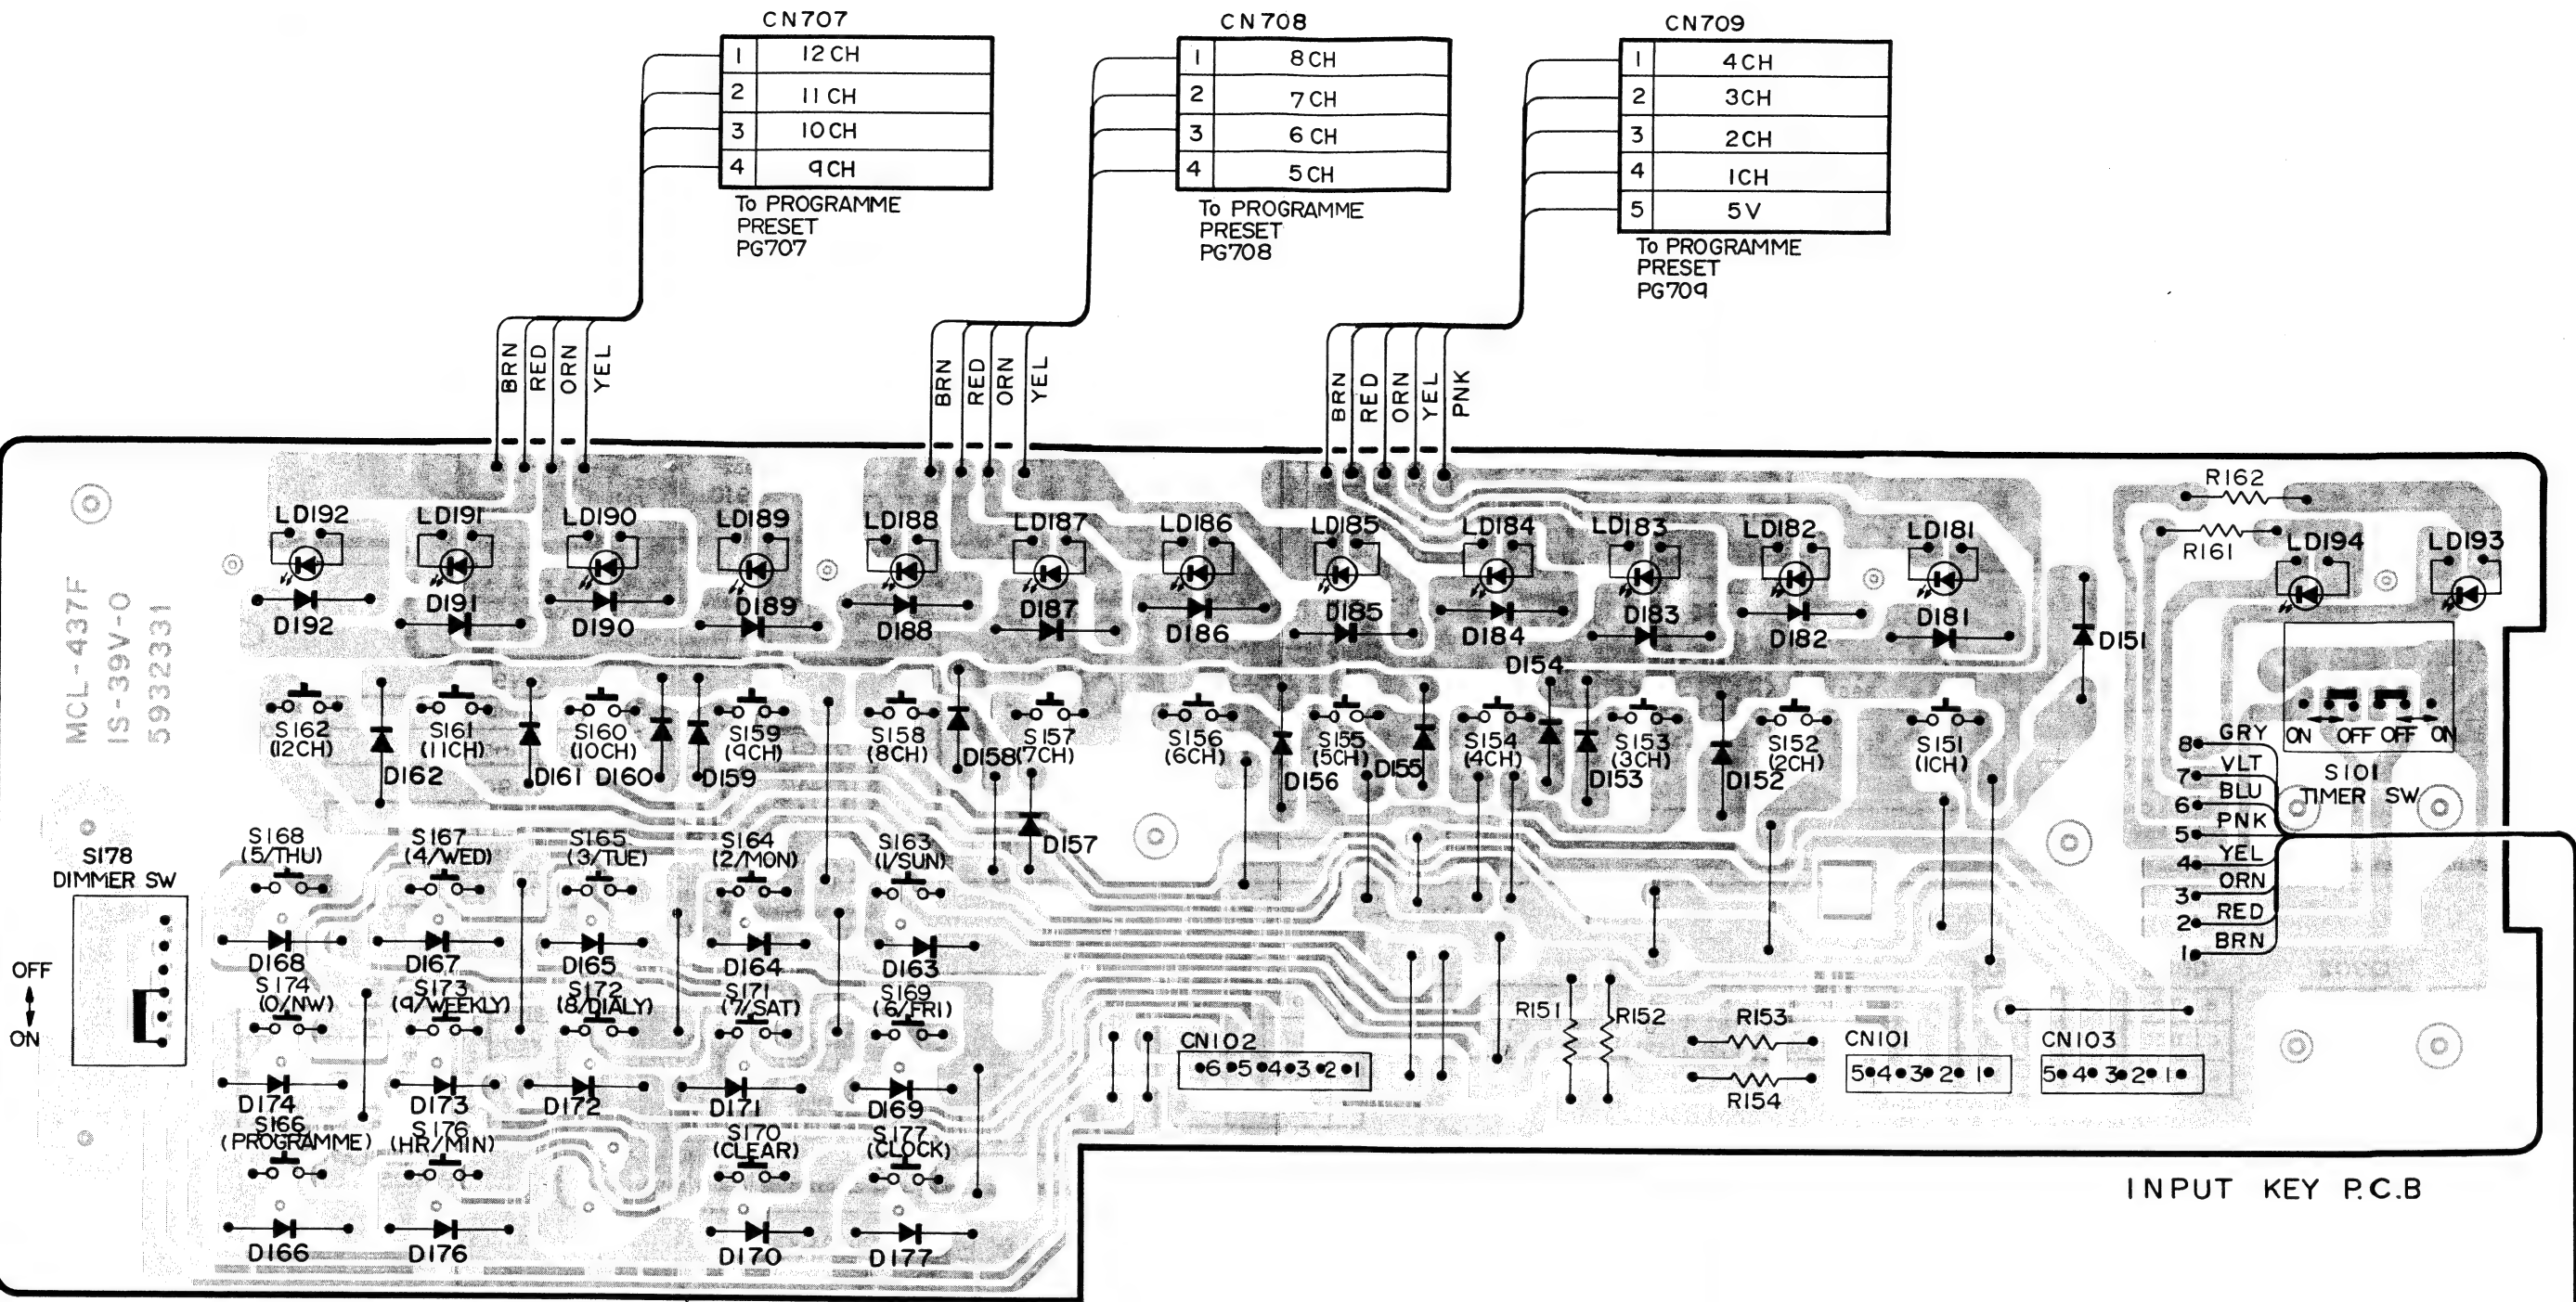 CN707
1 12CH
2 11CH
3 10CH
4 9CH
To PROGRAMME
PRESET
PG707
CN708
1 8CH
2 7CH
3 6CH
4 5CH
To PROGRAMME
PRESET
PG708
CN709
1 4CH
2 3CH
3 2CH
4 1CH
5 5V
To PROGRAMME
PRESET
PG709
BRN RED ORN YEL
BRN RED ORN YEL
BRN RED ORN YEL PNK
MCL-437F
IS-39V-0
5932331
LD192 LD191 LD190 LD189 LD188 LD187 LD186 LD185 LD184 LD183 LD182 LD181
R162
R161
LD194 LD193
D192 D191 D190 D189 D188 D187 D186 D185 D184 D183 D182 D181
D151
D154
S162 S161 S160 S159 S158 S157 S156 S155 S154 S153 S152 S151
(12CH) (11CH) (10CH) (9CH) (8CH) (7CH) (6CH) (5CH) (4CH) (3CH) (2CH) (1CH)
D162 D161 D160 D159 D158 D156 D155 D153 D152
D157
ON OFF OFF ON
S101
TIMER SW
8 GRY
7 VLT
6 BLU
5 PNK
4 YEL
3 ORN
2 RED
1 BRN
S178
DIMMER SW
OFF
ON
S168 S167 S165 S164 S163
(5/THU) (4/WED) (3/TUE) (2/MON) (1/SUN)
D168 D167 D165 D164 D163
S174 S173 S172 S171 S169
(0/NW) (9/WEEKLY) (8/DIALY) (7/SAT) (6/FRI)
D174 D173 D172 D171 D169
S166 S176 S170 S177
(PROGRAMME) (HR/MIN) (CLEAR) (CLOCK)
D166 D176 D170 D177
CN102
6 5 4 3 2 1
R151 R152
R153
R154
CN101
5 4 3 2 1
CN103
5 4 3 2 1
INPUT KEY P.C.B